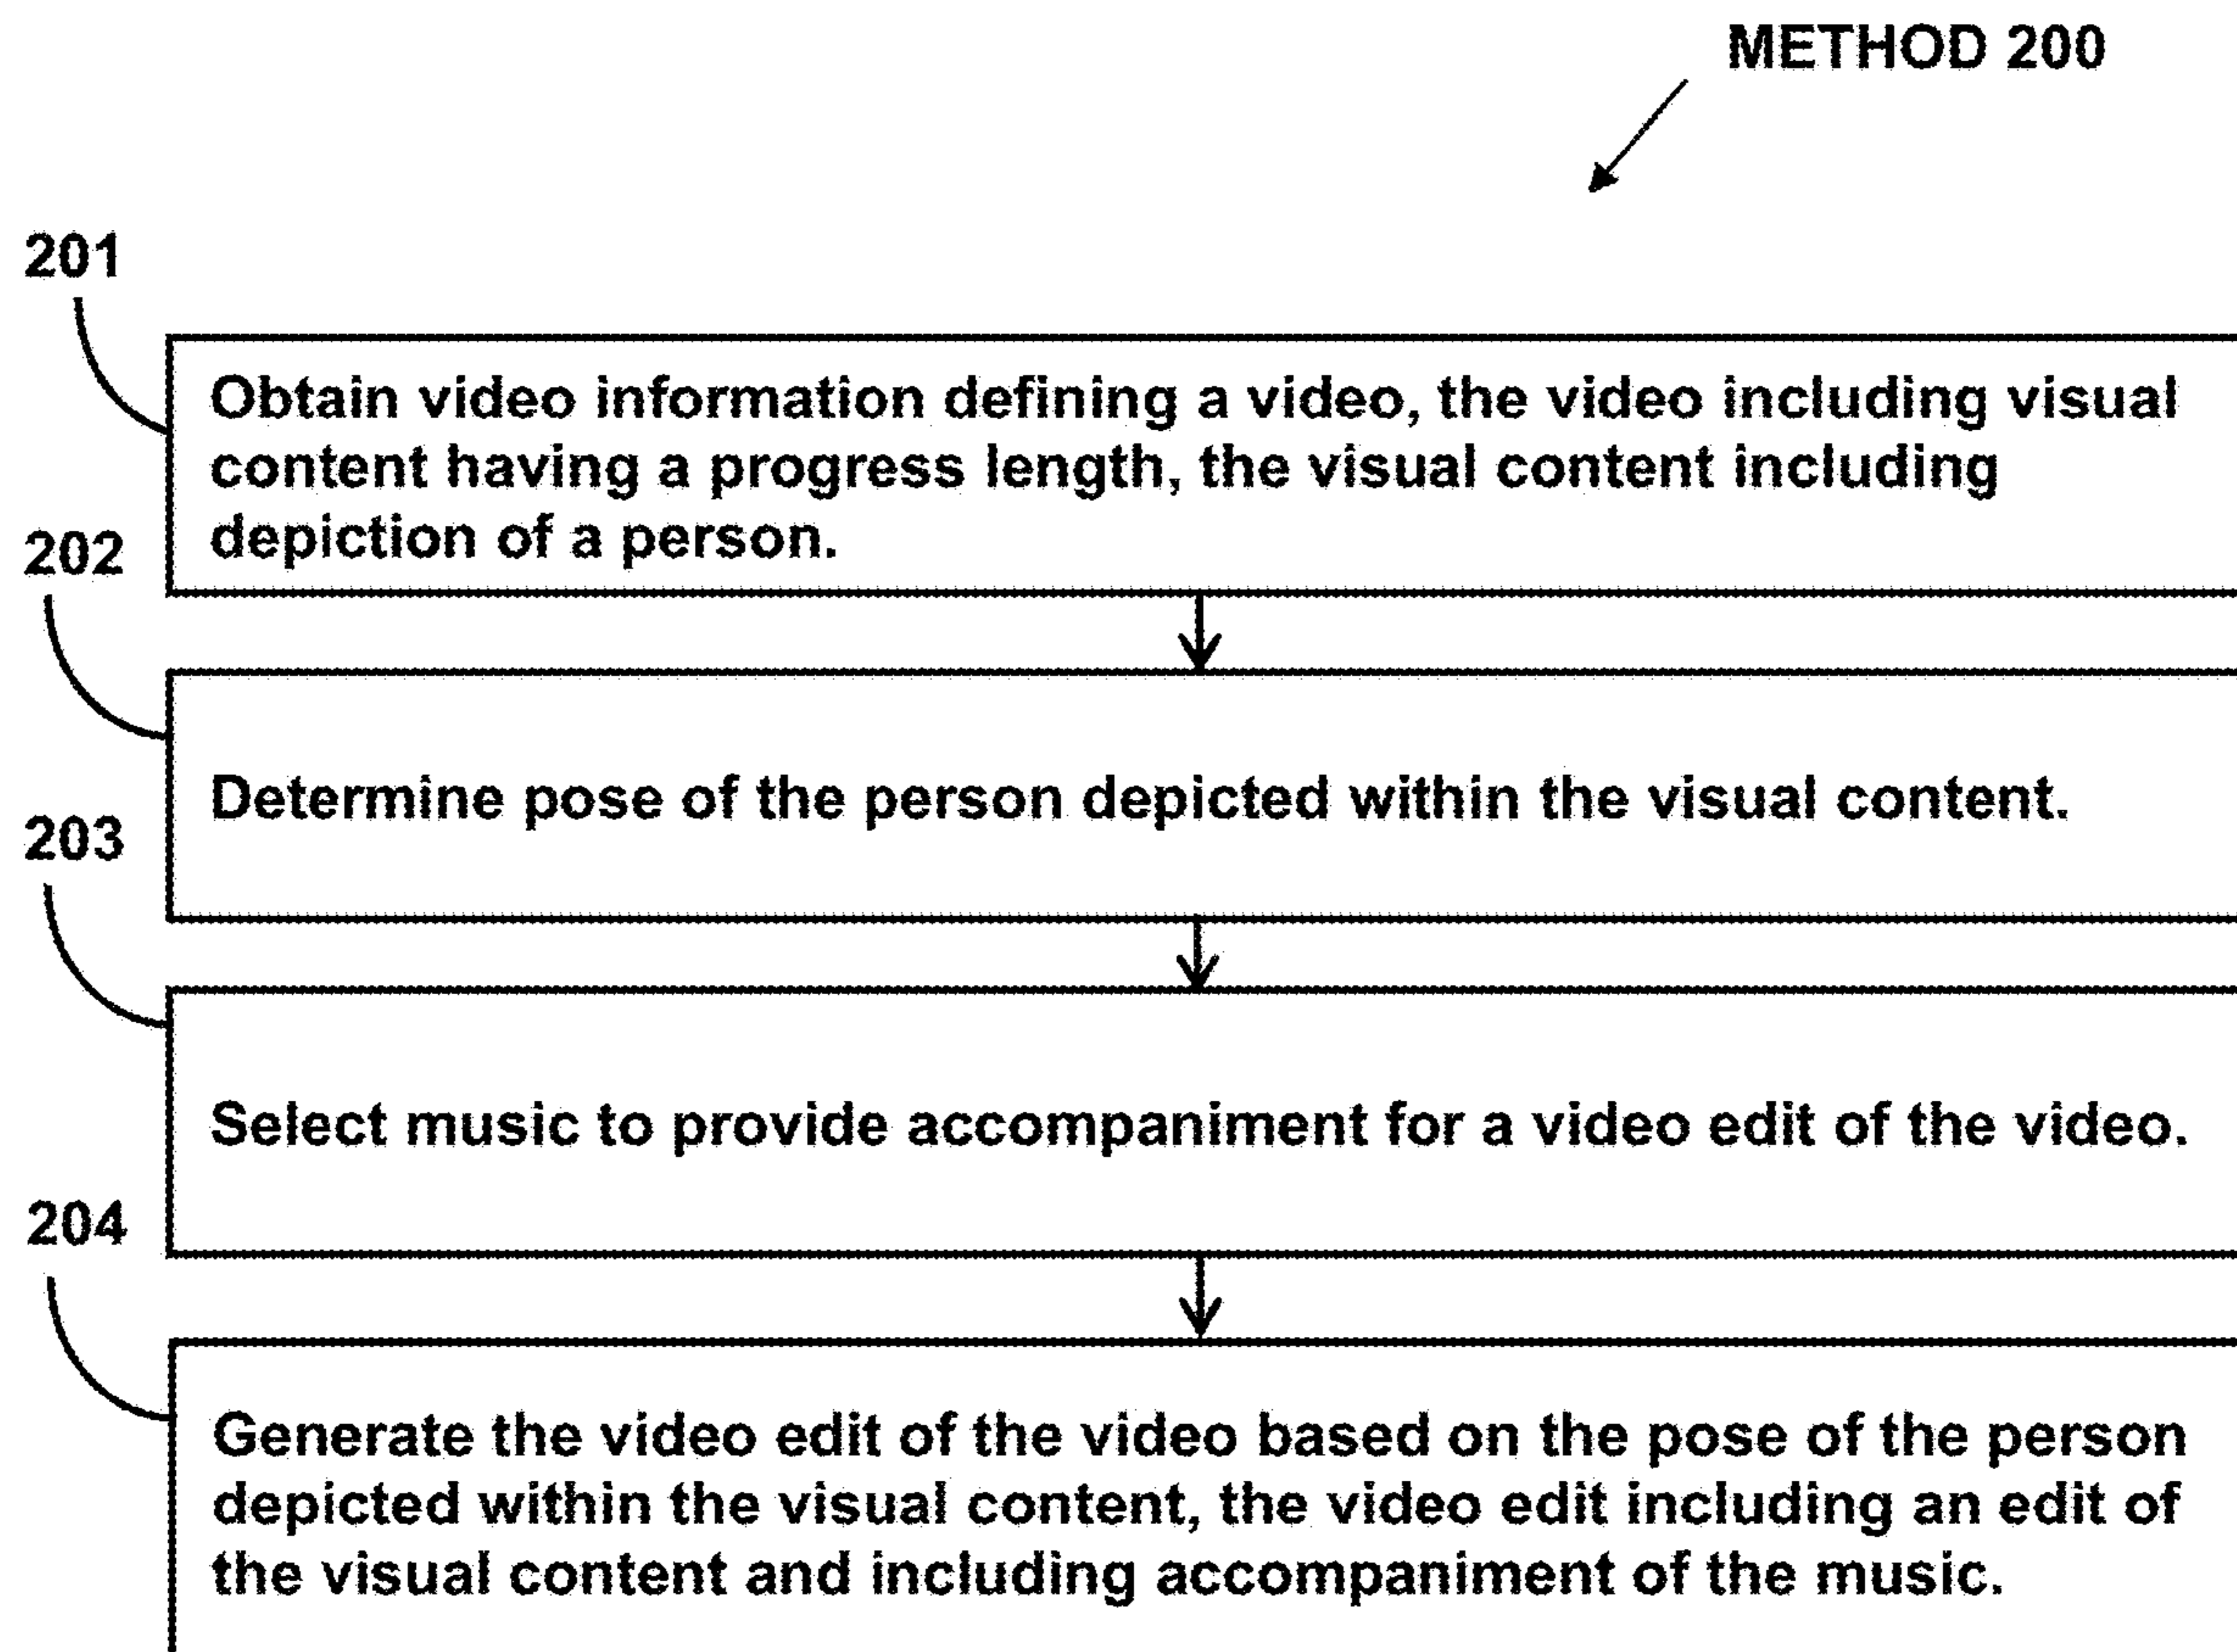 METHOD 200
201
Obtain video information defining a video, the video including visual
content having a progress length, the visual content including
depiction of a person.
202
Determine pose of the person depicted within the visual content.
203
Select music to provide accompaniment for a video edit of the video.
204
Generate the video edit of the video based on the pose of the person
depicted within the visual content, the video edit including an edit of
the visual content and including accompaniment of the music.